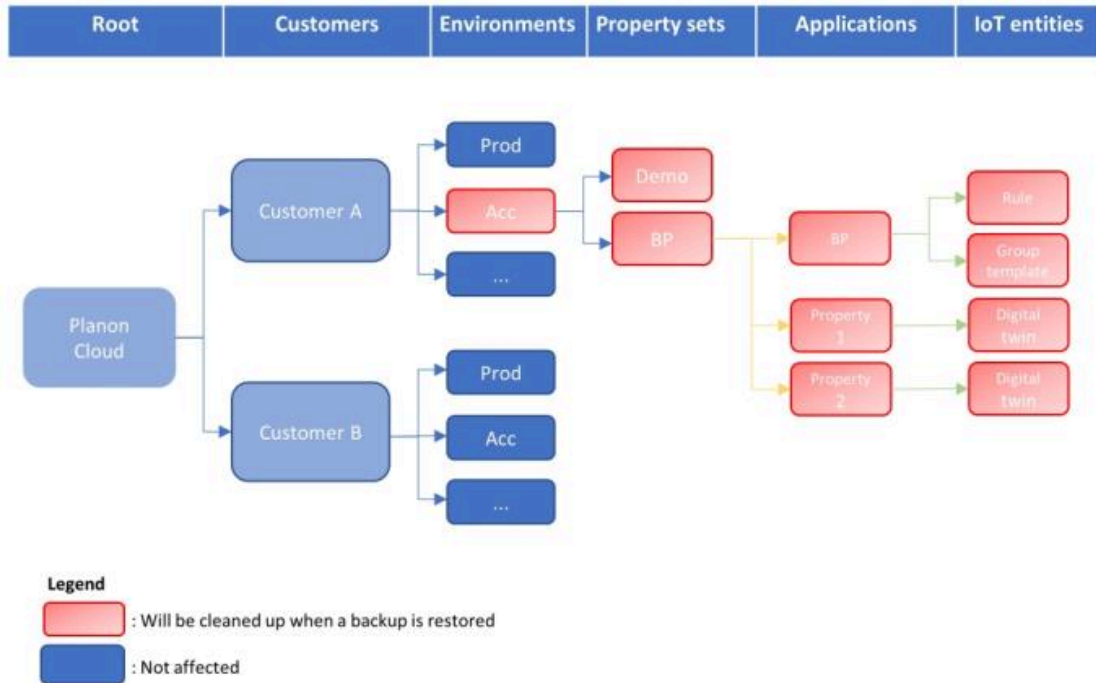 Root Customers Environments Property sets Applications IoT entities
Prod
Demo
Rule
Customer A
Acc
BP
BP
Group
template
...
Planon
Cloud
Property
1
Digital
twin
Prod
Property
2
Digital
twin
Customer B
Acc
...
Legend
: Will be cleaned up when a backup is restored
: Not affected